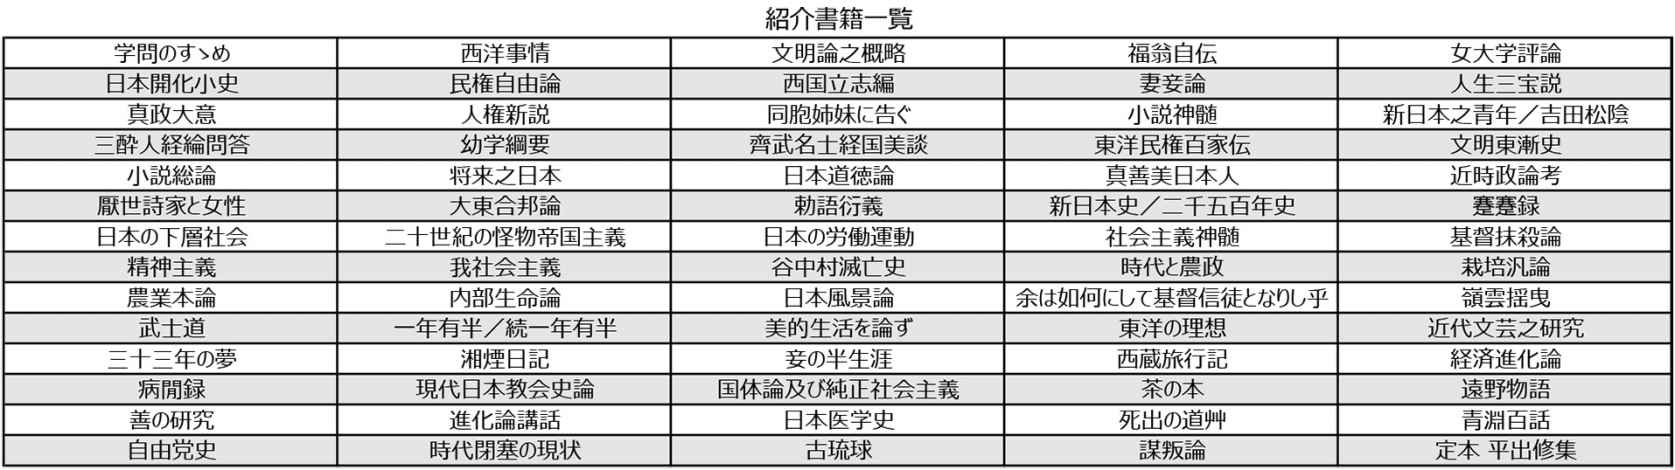 紹介書籍一覧
学問のすゝめ 西洋事情 文明論之概略 福翁自伝 女大学評論
日本開化小史 民権自由論 西国立志編 妻妾論 人生三宝説
真政大意 人権新説 同胞姉妹に告ぐ 小説神髄 新日本之青年／吉田松陰
三酔人経綸問答 幼学綱要 齊武名士経国美談 東洋民権百家伝 文明東漸史
小説総論 将来之日本 日本道徳論 真善美日本人 近時政論考
厭世詩家と女性 大東合邦論 勅語衍義 新日本史／二千五百年史 蹇蹇録
日本の下層社会 二十世紀の怪物帝国主義 日本の労働運動 社会主義神髄 基督抹殺論
精神主義 我社会主義 谷中村滅亡史 時代と農政 栽培汎論
農業本論 内部生命論 日本風景論 余は如何にして基督信徒となりし乎 嶺雲揺曳
武士道 一年有半／続一年有半 美的生活を論ず 東洋の理想 近代文芸之研究
三十三年の夢 湘煙日記 妾の半生涯 西蔵旅行記 経済進化論
病閒録 現代日本教会史論 国体論及び純正社会主義 茶の本 遠野物語
善の研究 進化論講話 日本医学史 死出の道艸 青淵百話
自由党史 時代閉塞の現状 古琉球 謀叛論 定本 平出修集